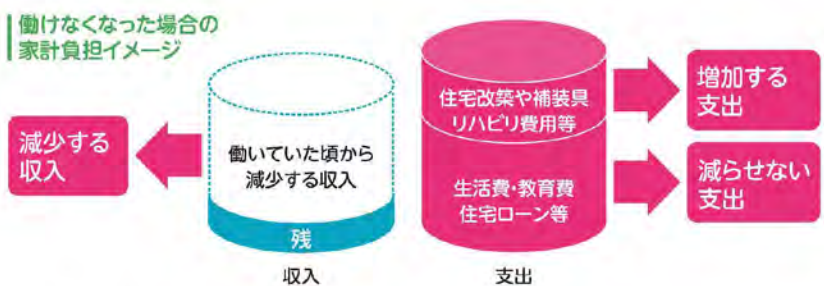 働けなくなった場合の
家計負担イメージ
減少する
収入
働いていた頃から
減少する収入
残
収入
住宅改築や補装具
リハビリ費用等
生活費・教育費
住宅ローン等
支出
増加する
支出
減らせない
支出